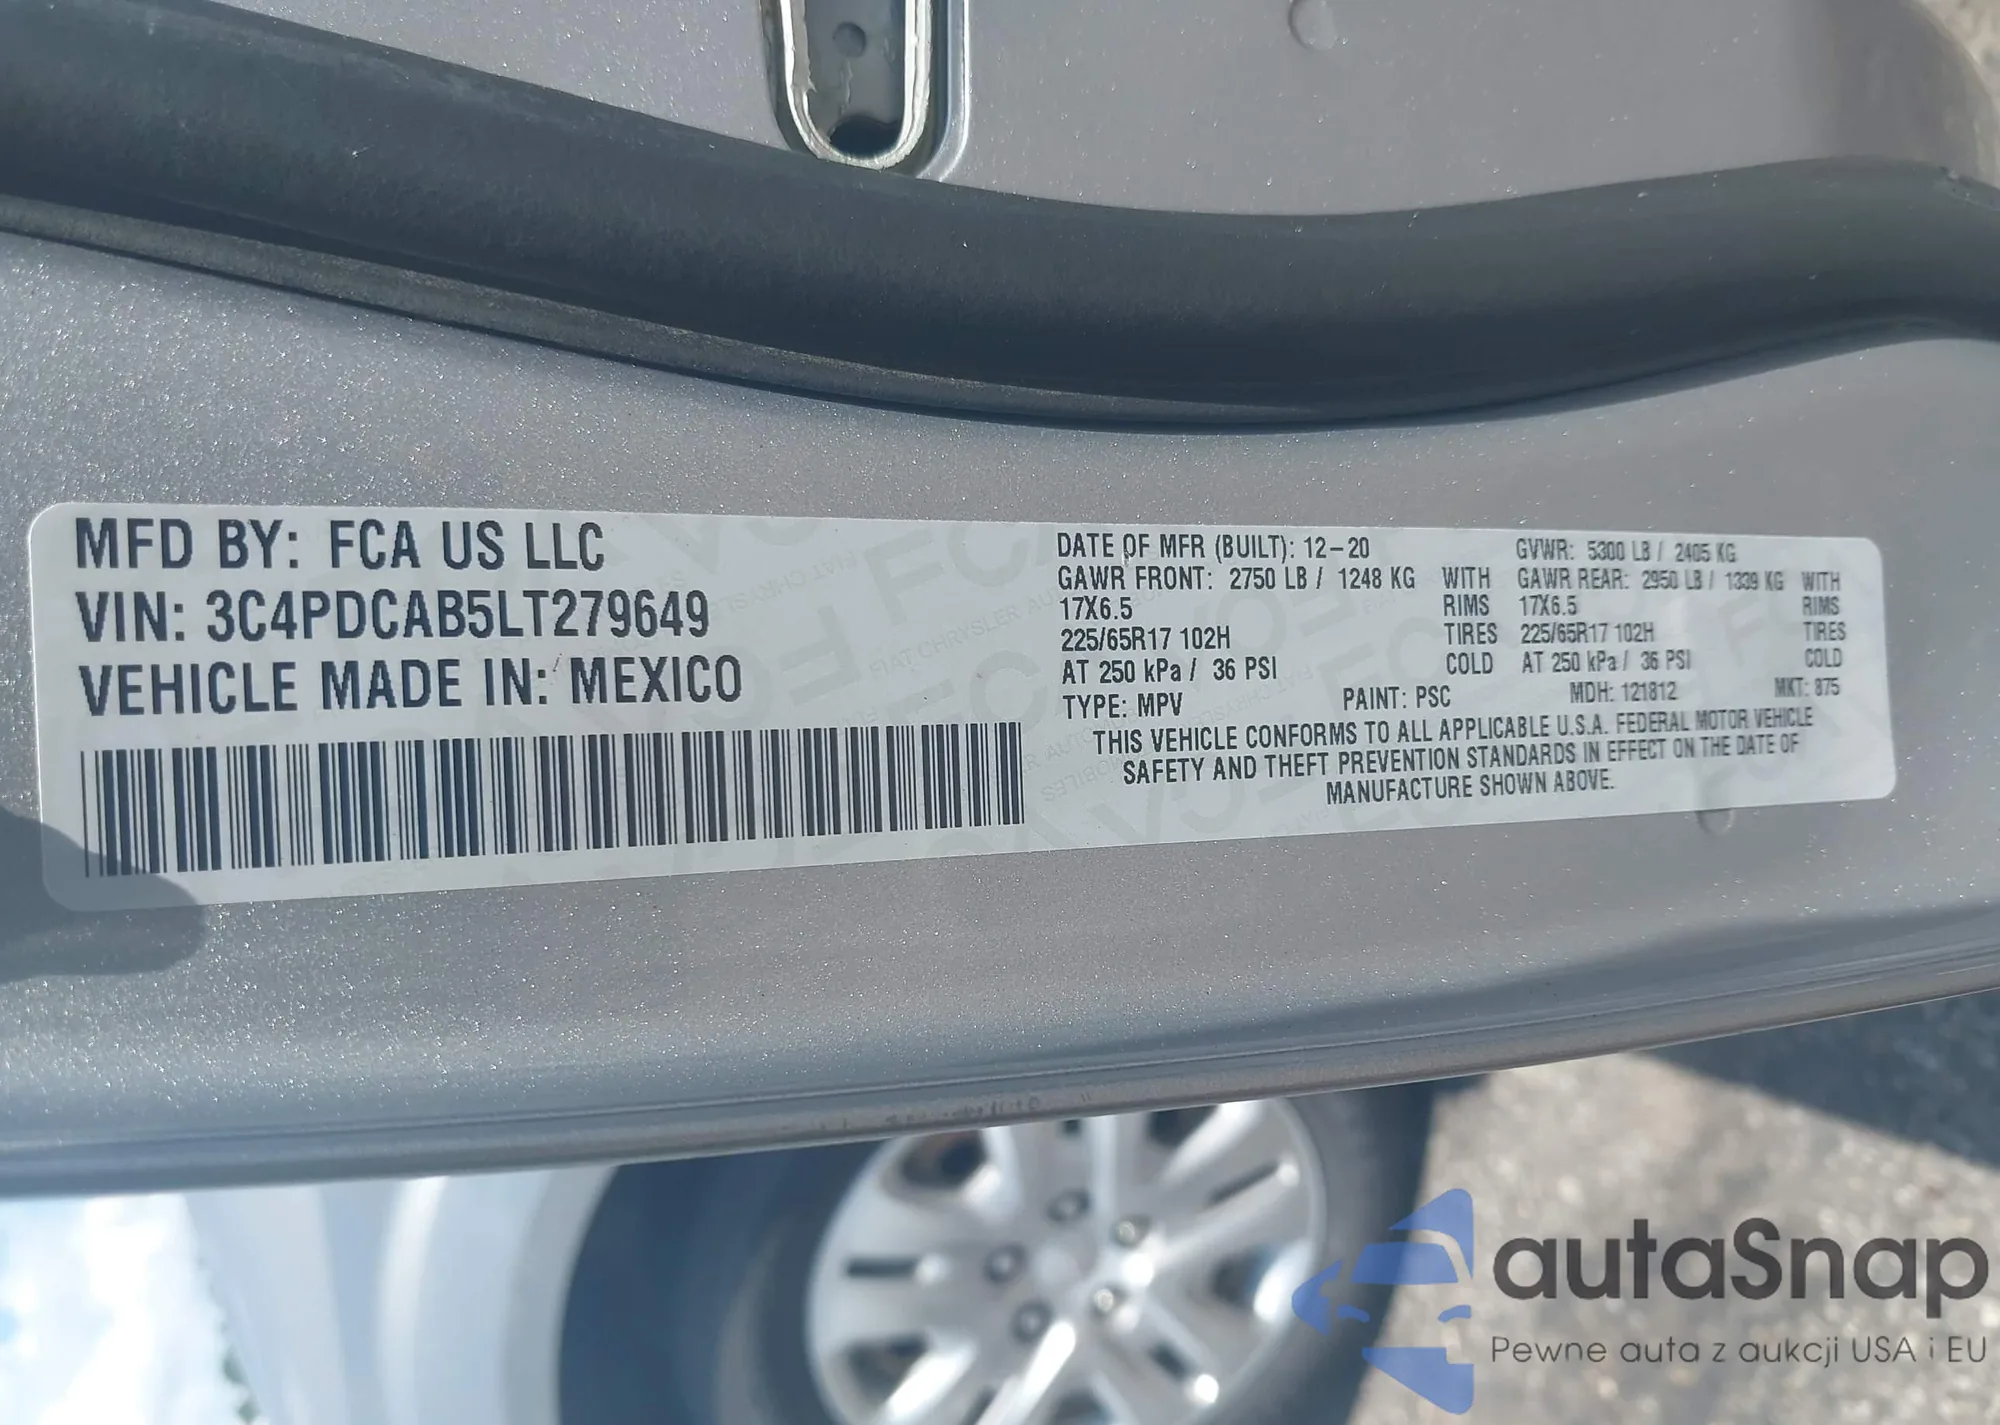 MFD BY: FCA US LLC
VIN: 3C4PDCAB5LT279649
VEHICLE MADE IN: MEXICO
DATE OF MFR (BUILT): 12-20 GVWR: 5300 LB / 2405 KG
GAWR FRONT: 2750 LB / 1248 KG WITH GAWR REAR: 2950 LB / 1339 KG WITH
17X6.5 RIMS 17X6.5 RIMS
225/65R17 102H TIRES 225/65R17 102H TIRES
AT 250 kPa / 36 PSI COLD AT 250 kPa / 36 PSI COLD
TYPE: MPV PAINT: PSC MDH: 121812 MKT: 875
THIS VEHICLE CONFORMS TO ALL APPLICABLE U.S.A. FEDERAL MOTOR VEHICLE
SAFETY AND THEFT PREVENTION STANDARDS IN EFFECT ON THE DATE OF
MANUFACTURE SHOWN ABOVE.
autaSnap
Pewne auta z aukcji USA i EU